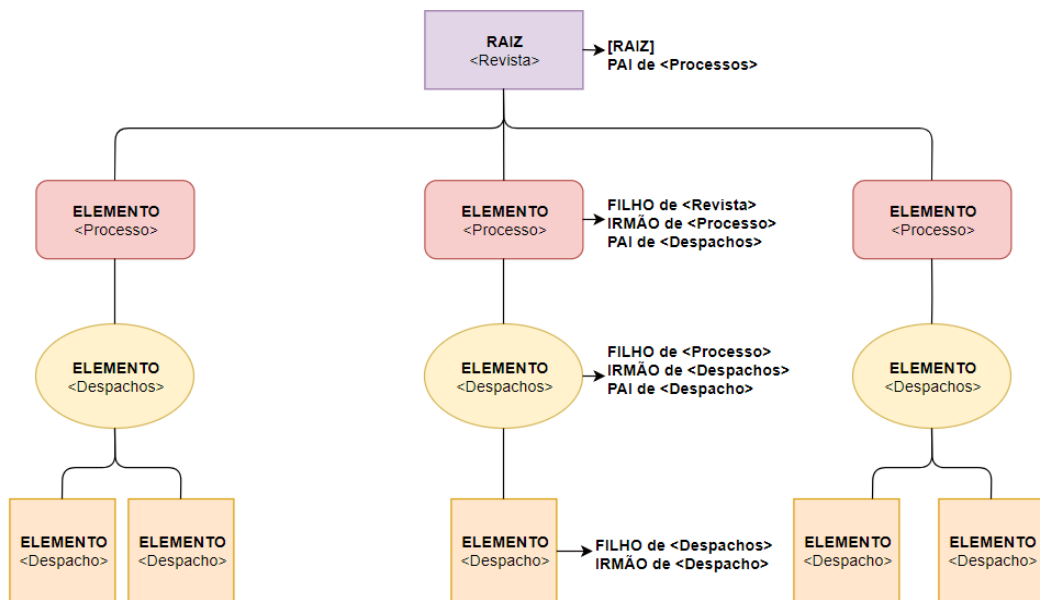 RAIZ
<Revista>
[RAIZ]
PAI de <Processos>
ELEMENTO
<Processo>
ELEMENTO
<Processo>
FILHO de <Revista>
IRMÃO de <Processo>
PAI de <Despachos>
ELEMENTO
<Processo>
ELEMENTO
<Despachos>
ELEMENTO
<Despachos>
FILHO de <Processo>
IRMÃO de <Despachos>
PAI de <Despacho>
ELEMENTO
<Despachos>
ELEMENTO
<Despacho>
ELEMENTO
<Despacho>
ELEMENTO
<Despacho>
FILHO de <Despachos>
IRMÃO de <Despacho>
ELEMENTO
<Despacho>
ELEMENTO
<Despacho>